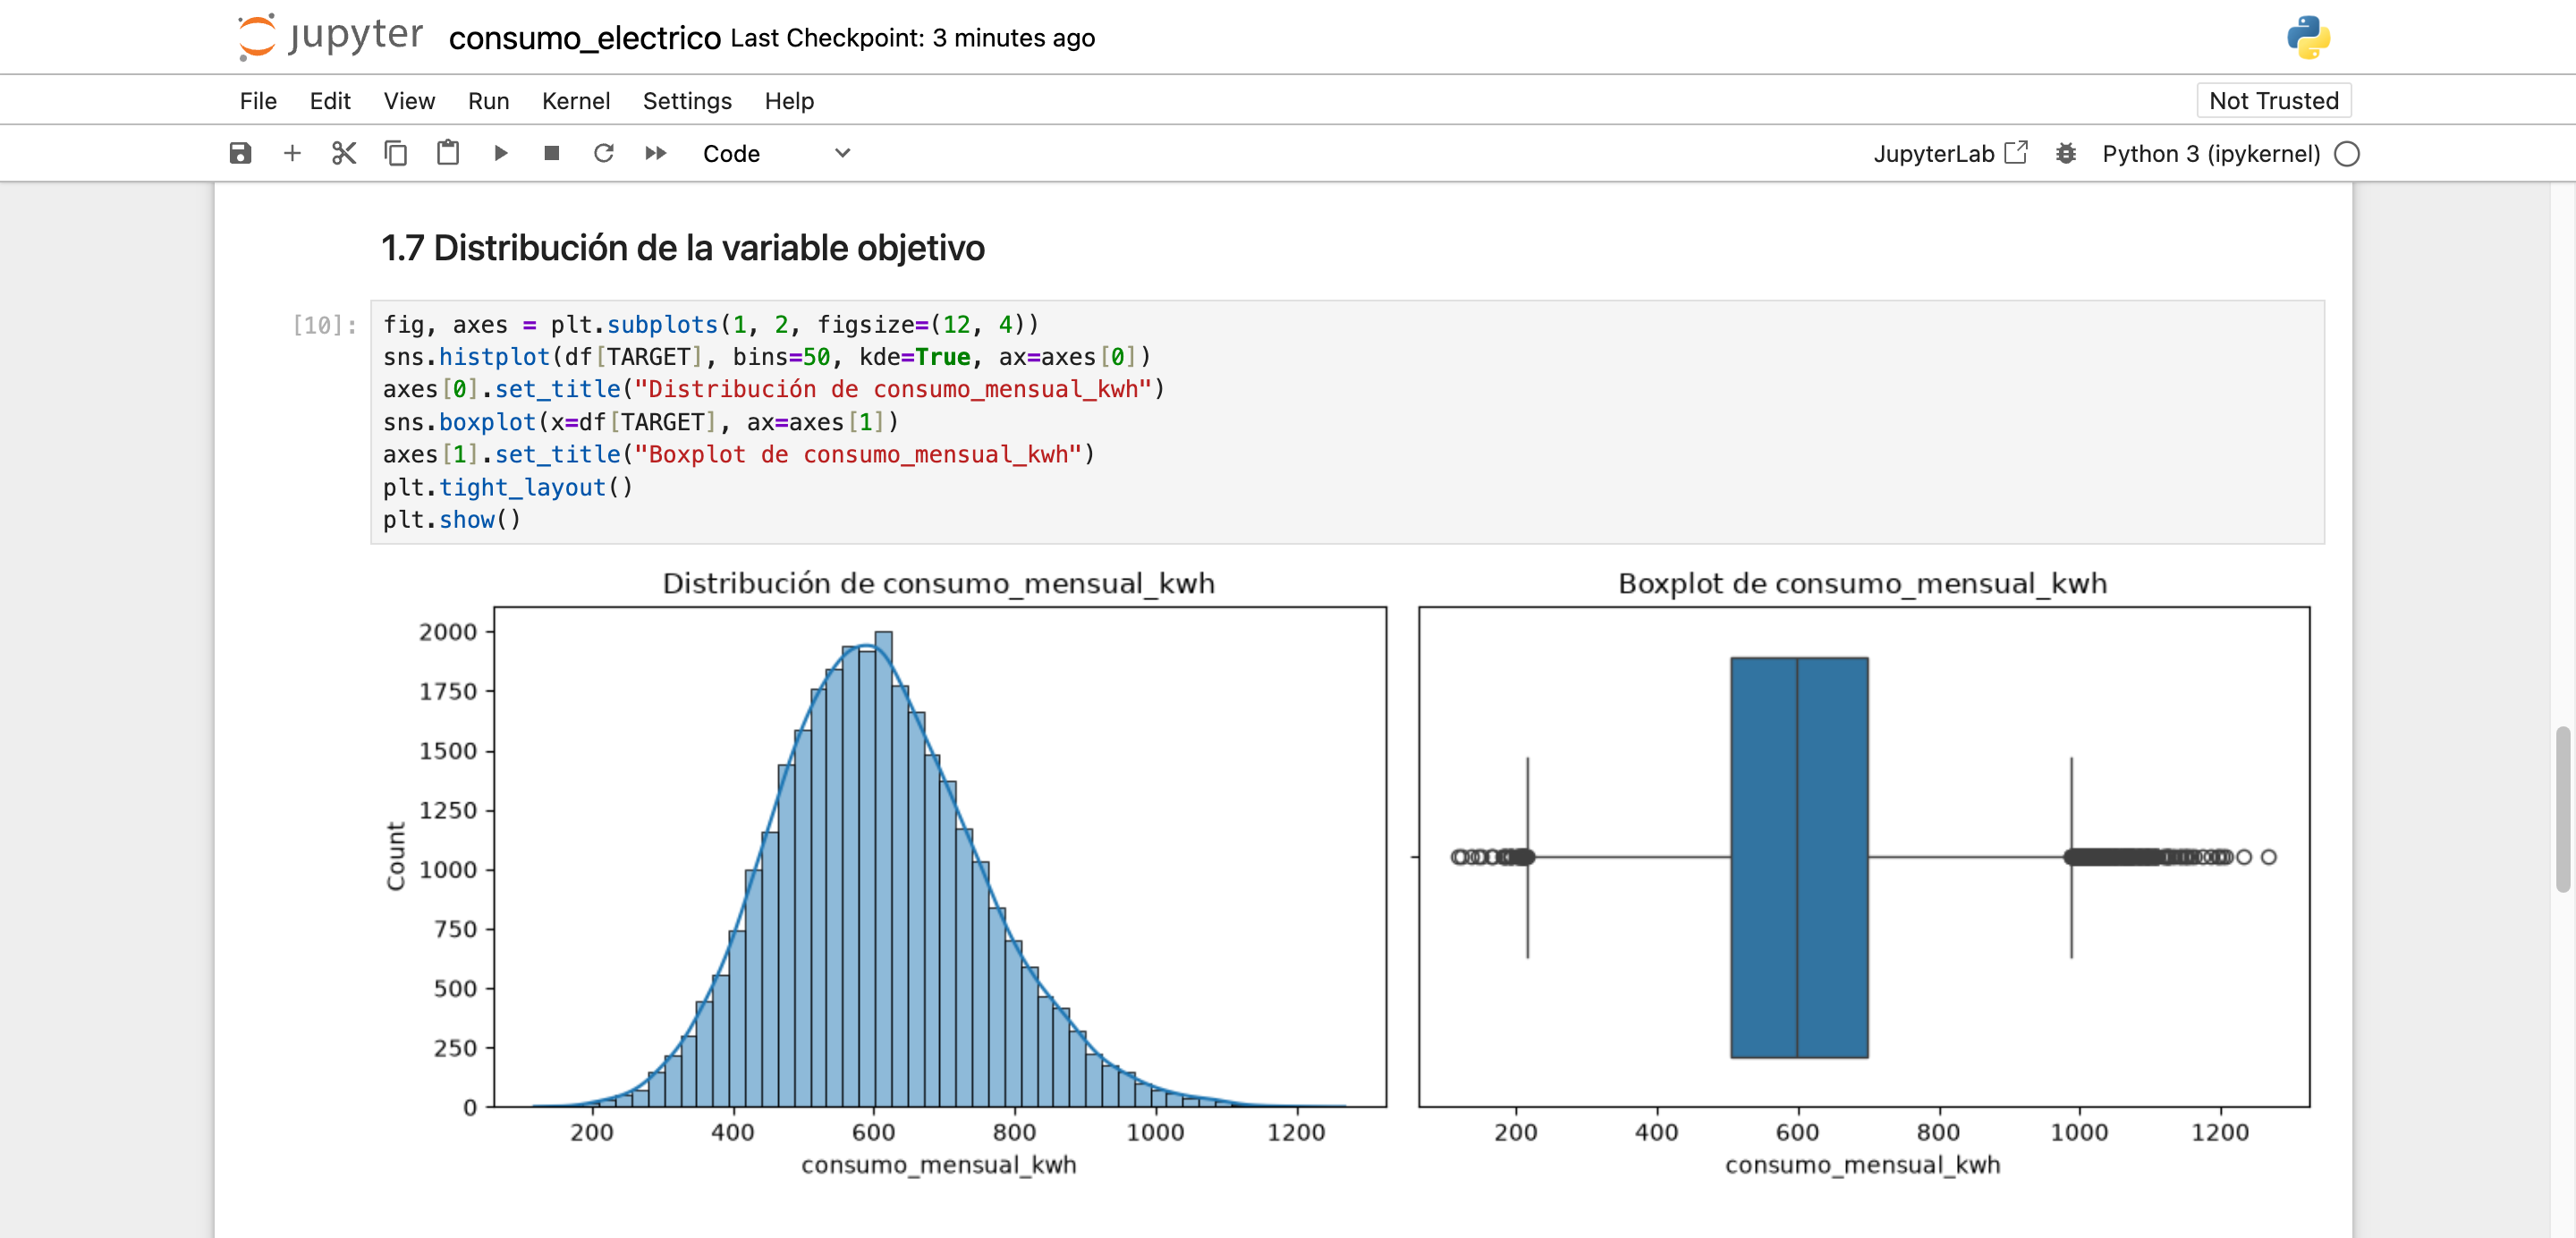 jupyter consumo_electrico Last Checkpoint: 3 minutes ago
File Edit View Run Kernel Settings Help Not Trusted
Code JupyterLab Python 3 (ipykernel)
1.7 Distribución de la variable objetivo
[10]: fig, axes = plt.subplots(1, 2, figsize=(12, 4))
sns.histplot(df[TARGET], bins=50, kde=True, ax=axes[0])
axes[0].set_title("Distribución de consumo_mensual_kwh")
sns.boxplot(x=df[TARGET], ax=axes[1])
axes[1].set_title("Boxplot de consumo_mensual_kwh")
plt.tight_layout()
plt.show()
Distribución de consumo_mensual_kwh
2000
1750
1500
1250
1000
750
500
250
0
Count
200 400 600 800 1000 1200
consumo_mensual_kwh
Boxplot de consumo_mensual_kwh
200 400 600 800 1000 1200
consumo_mensual_kwh